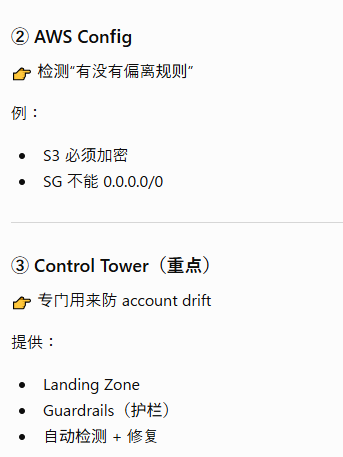 ② AWS Config
👉 检测“有没有偏离规则”
例：
• S3 必须加密
• SG 不能 0.0.0.0/0
③ Control Tower（重点）
👉 专门用来防 account drift
提供：
• Landing Zone
• Guardrails（护栏）
• 自动检测 + 修复